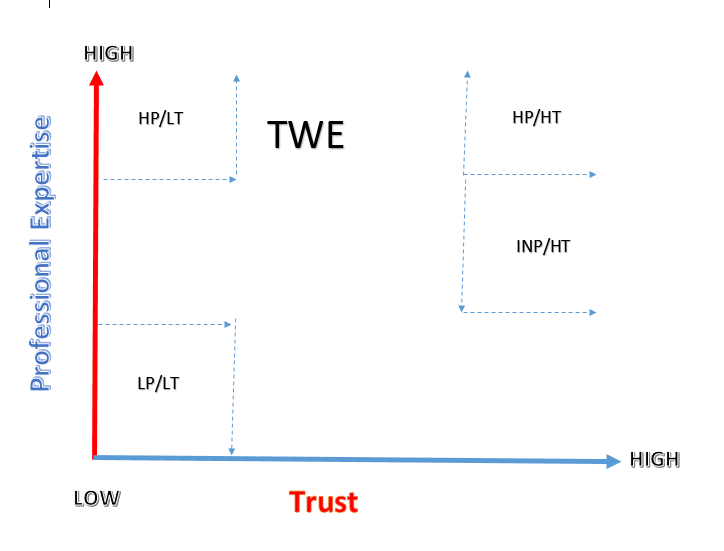 HIGH
HP/LT
TWE
HP/HT
Professional Expertise
INP/HT
LP/LT
HIGH
LOW
Trust